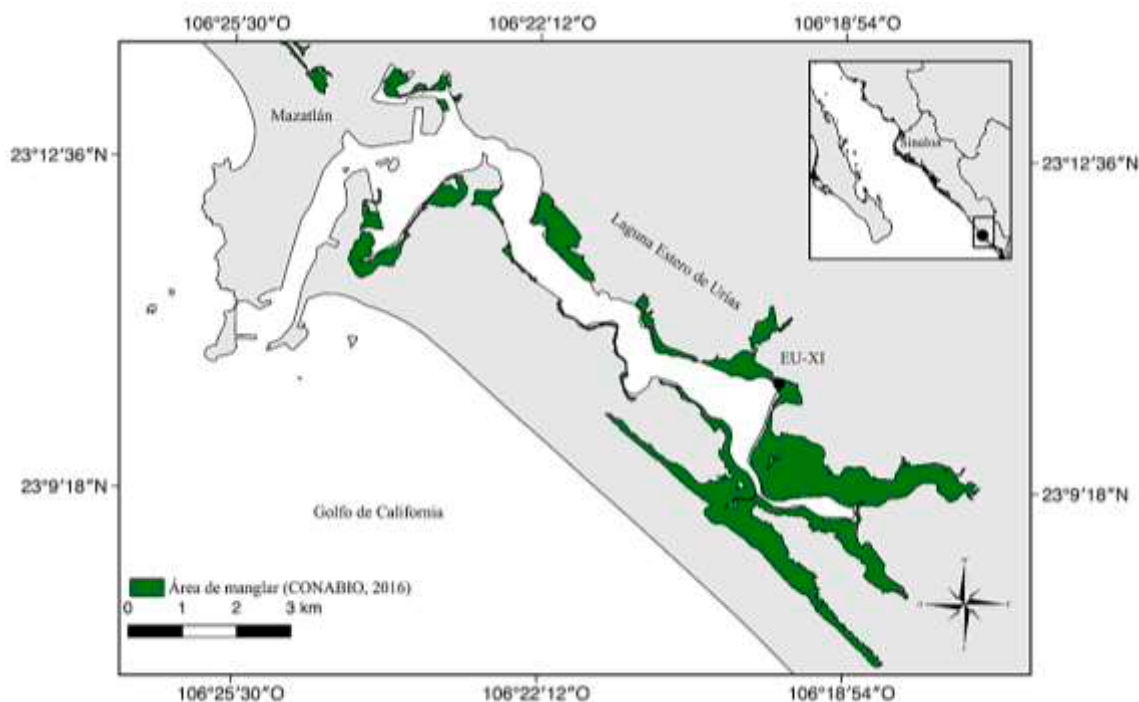 106°25'30"O 106°22'12"O 106°18'54"O
Mazatlán
Sinaloa
23°12'36"N 23°12'36"N
Laguna Estero de Urías
EU-XI
23°9'18"N 23°9'18"N
Golfo de California
Área de manglar (CONABIO, 2016)
0 1 2 3 km
106°25'30"O 106°22'12"O 106°18'54"O